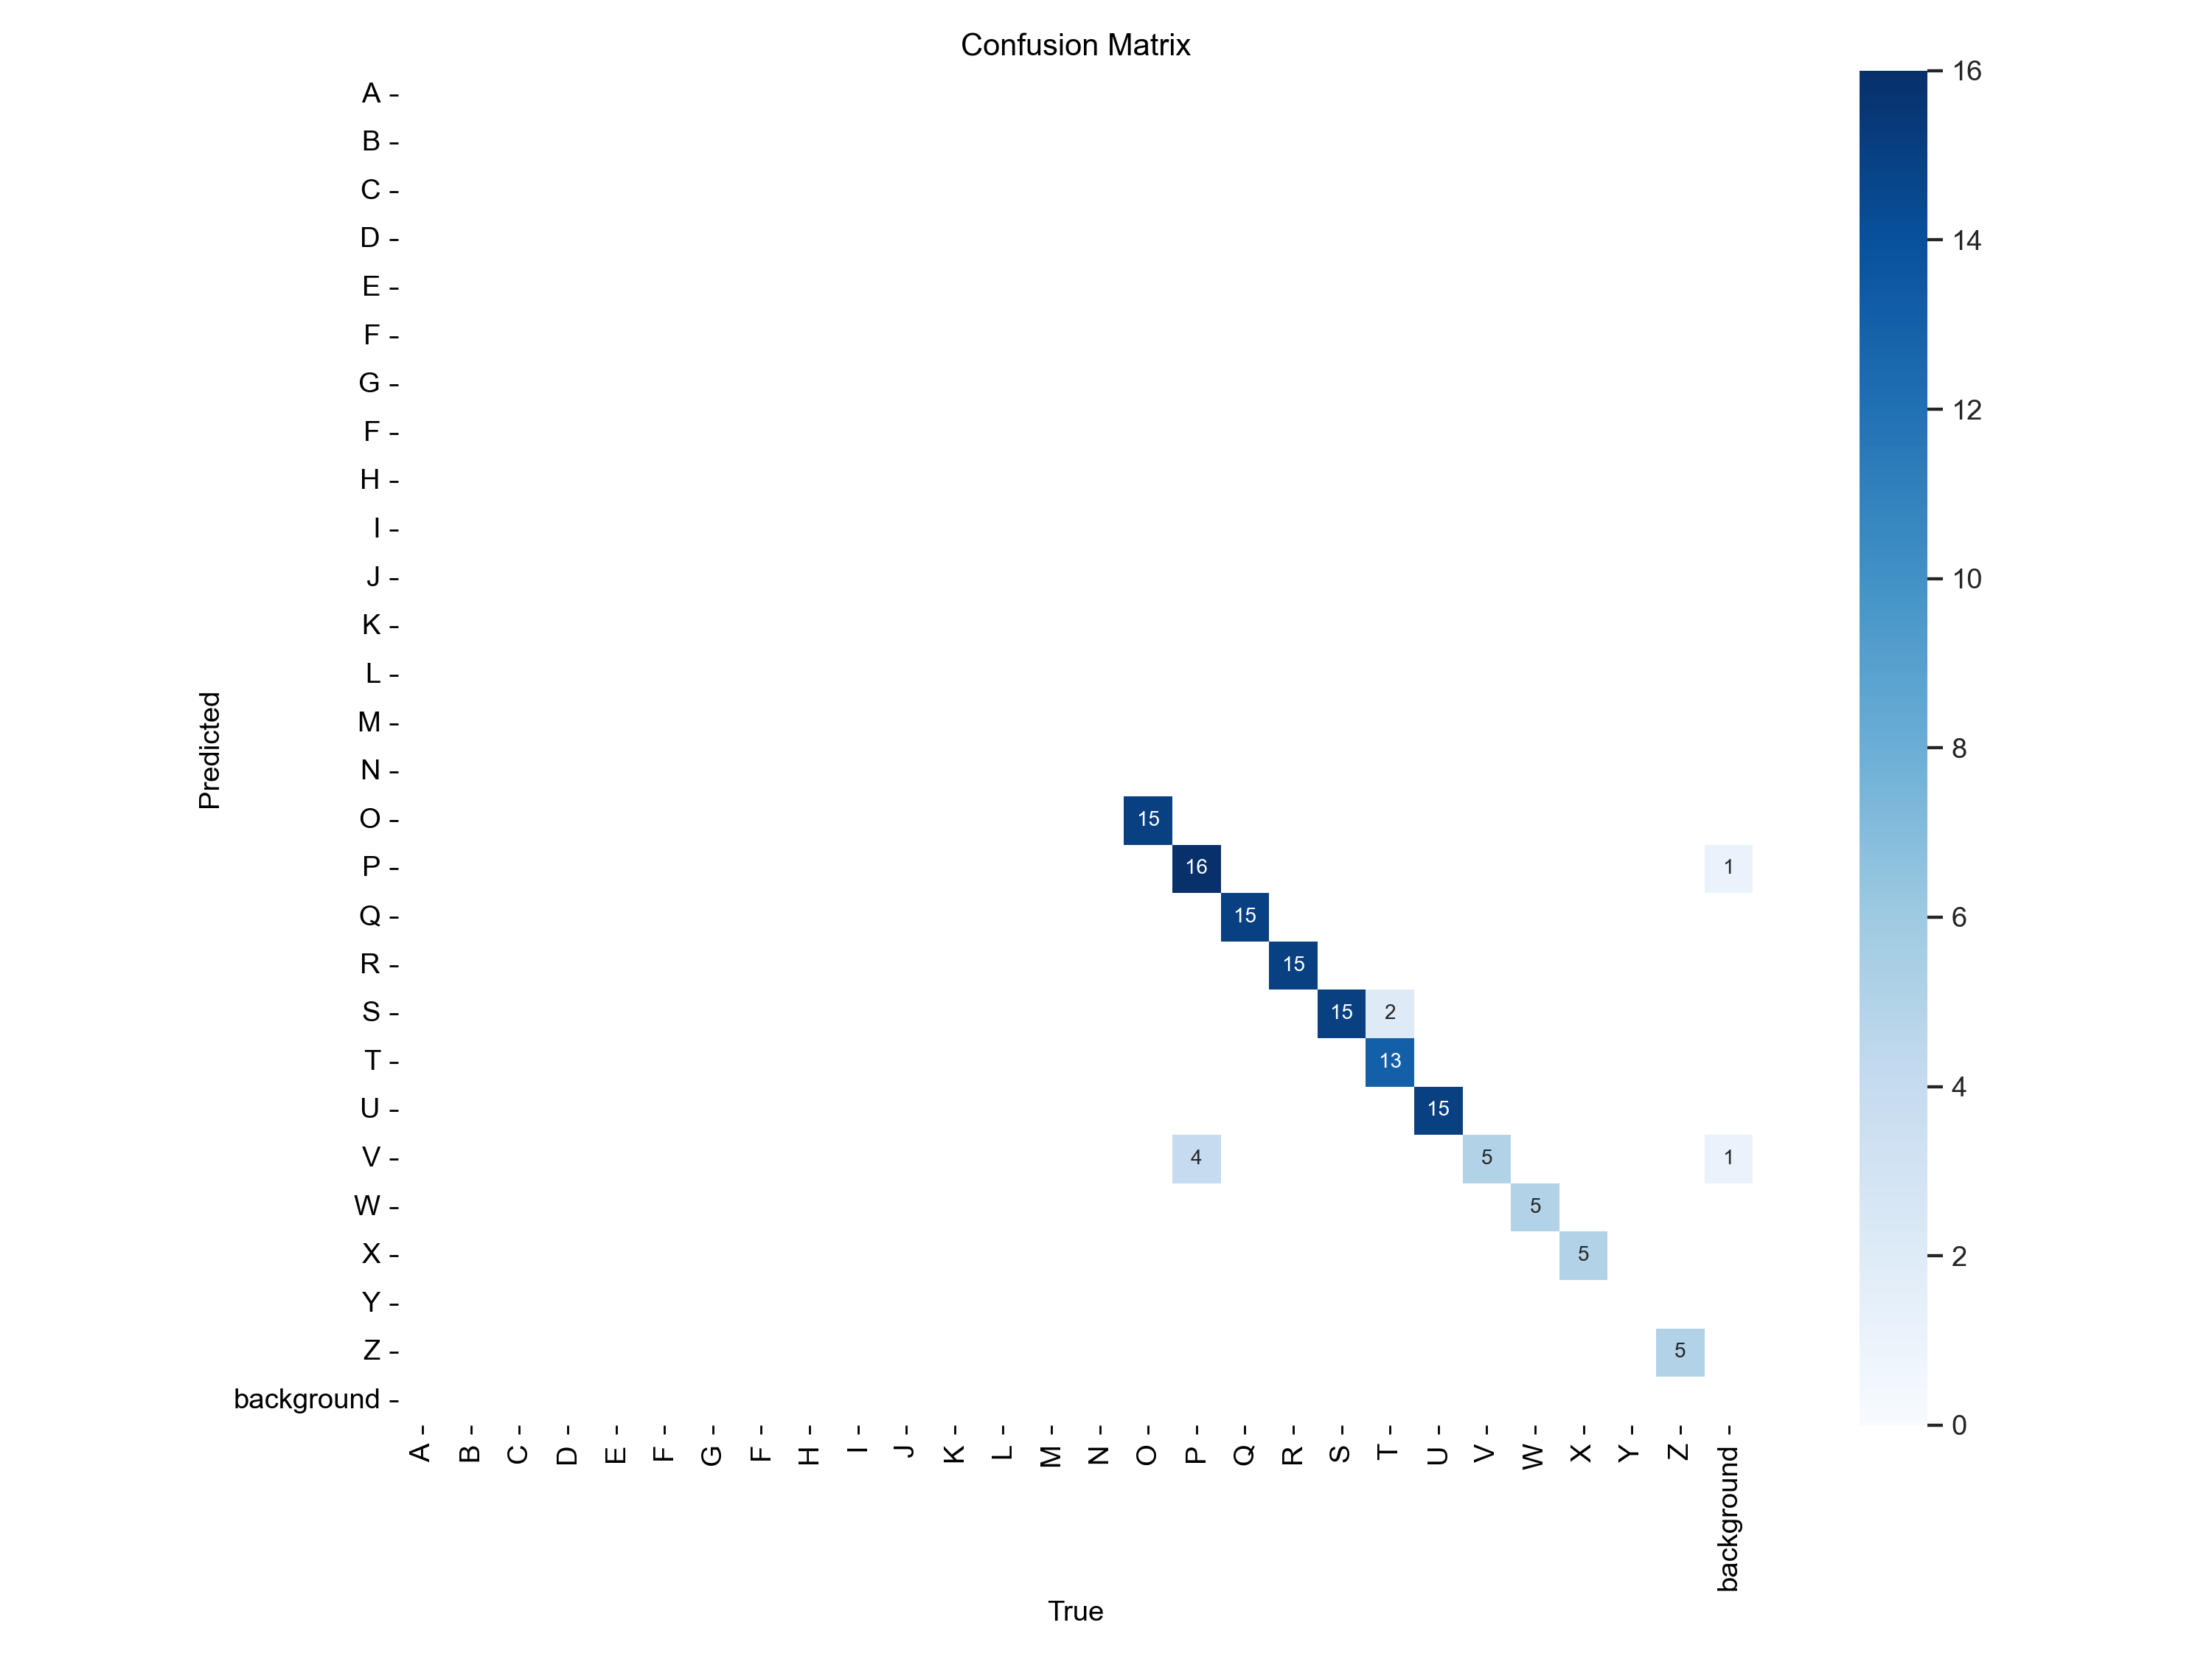 Confusion Matrix
A
B
C
D
E
F
G
F
H
I
J
K
L
M
N
O
P
Q
R
S
T
U
V
W
X
Y
Z
background
Predicted
15
16 1
15
15
15 2
13
15
4 5 1
5
5
5
A B C D E F G F H I J K L M N O P Q R S T U V W X Y Z background
True
16
14
12
10
8
6
4
2
0